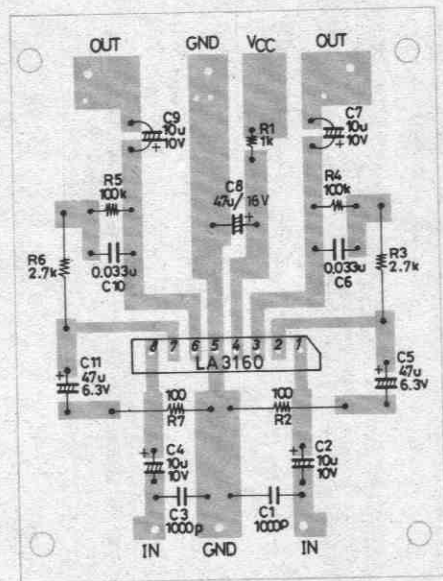 OUT
GND
VCC
OUT
C9
10u
10V
C7
10u
10V
R1
1k
R5
100k
C8
47u/16V
R4
100k
R6
2.7k
0.033u
C10
0.033u
C6
R3
2.7k
8 7 6 5 4 3 2 1
LA3160
C11
47u
6.3V
C5
47u
6.3V
100
R7
100
R2
C4
10u
10V
C2
10u
10V
C3
1000p
C1
1000P
IN
GND
IN